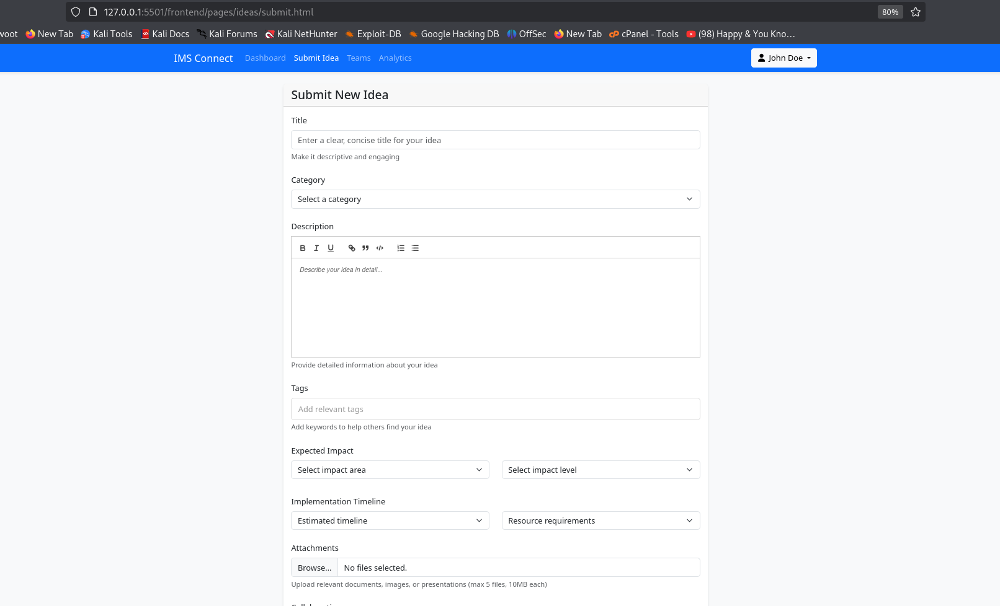 127.0.0.1:5501/frontend/pages/ideas/submit.html 80%
woot New Tab Kali Tools Kali Docs Kali Forums Kali NetHunter Exploit-DB Google Hacking DB OffSec New Tab cPanel - Tools (98) Happy & You Kno...
IMS Connect Dashboard Submit Idea Teams Analytics John Doe
Submit New Idea
Title
Enter a clear, concise title for your idea
Make it descriptive and engaging
Category
Select a category
Description
B I U
Describe your idea in detail...
Provide detailed information about your idea
Tags
Add relevant tags
Add keywords to help others find your idea
Expected Impact
Select impact area Select impact level
Implementation Timeline
Estimated timeline Resource requirements
Attachments
Browse... No files selected.
Upload relevant documents, images, or presentations (max 5 files, 10MB each)